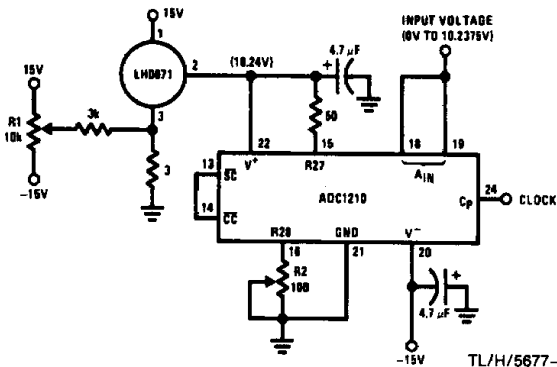 15V
1
LH0071
2
3
(10.24V)
4.7 μF
+
INPUT VOLTAGE
(0V TO 10.2375V)
15V
R1
10k
-15V
3k
3
50
22
15
18
19
V+
R27
AIN
13
SC
14
CC
ADC1210
CP
24
CLOCK
R28
GND
V-
16
21
20
R2
100
4.7 μF
+
-15V
TL/H/5677-